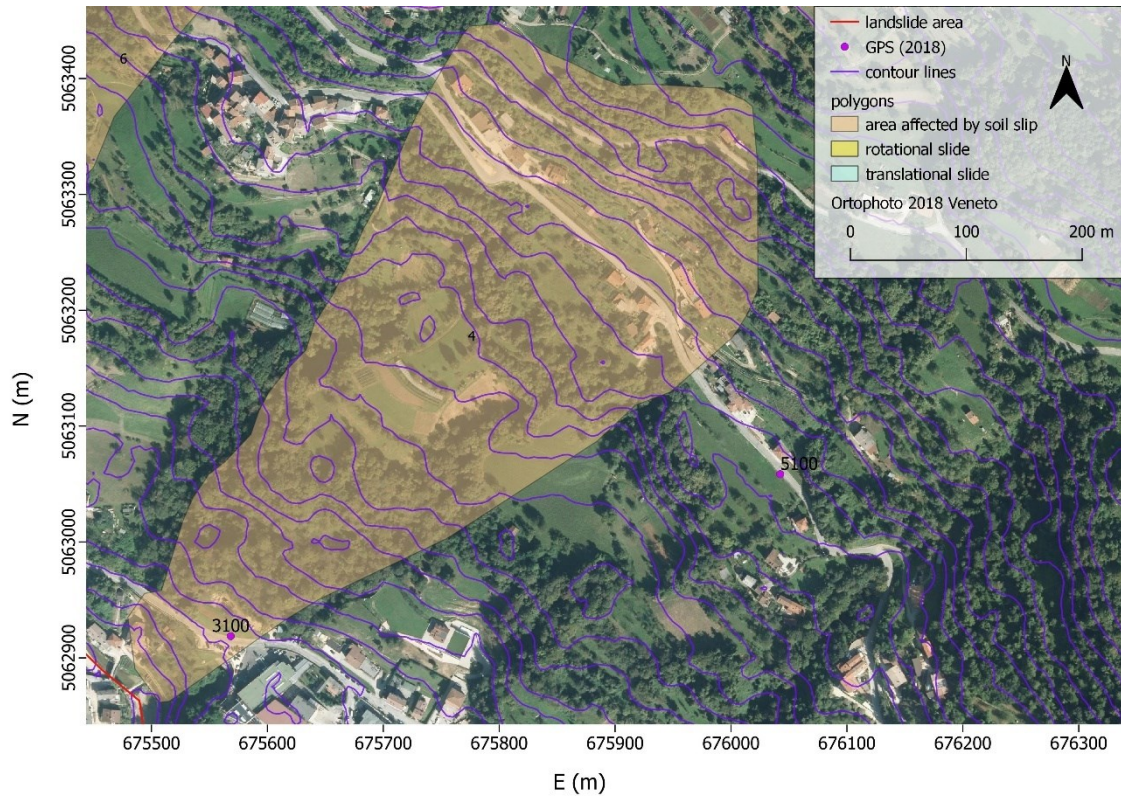 landslide area
GPS (2018)
contour lines
polygons
area affected by soil slip
rotational slide
translational slide
Ortophoto 2018 Veneto
0 100 200 m
N
6
4
5100
3100
N (m)
5063400
5063300
5063200
5063100
5063000
5062900
675500 675600 675700 675800 675900 676000 676100 676200 676300
E (m)